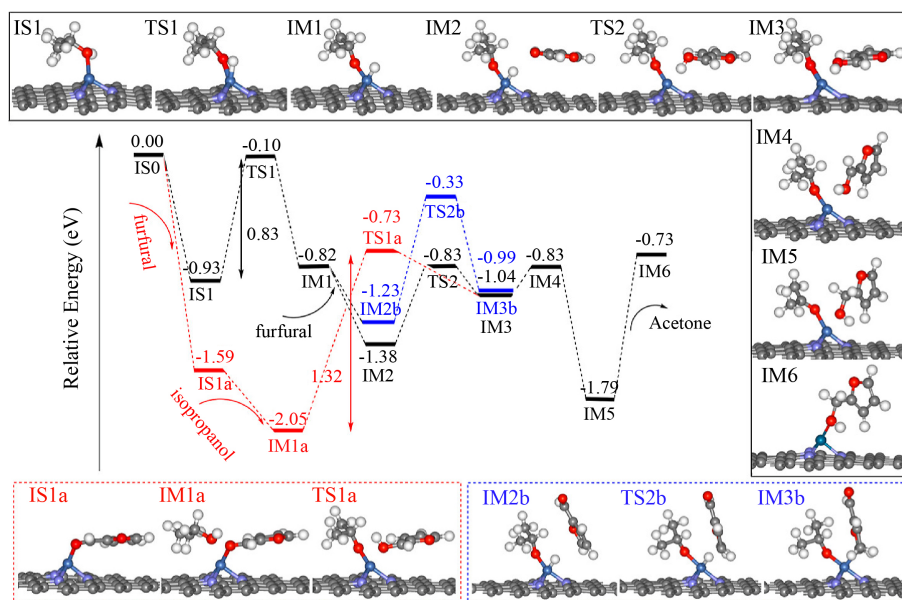 IS1
TS1
IM1
IM2
TS2
IM3
IM4
IM5
IM6
Relative Energy (eV)
0.00
IS0
furfural
-0.93
IS1
-0.10
TS1
0.83
-0.82
IM1
furfural
-1.23
IM2b
-1.38
IM2
-0.73
TS1a
-0.33
TS2b
-0.83
TS2
-0.99
-1.04
IM3b
IM3
-0.83
IM4
-1.79
IM5
-0.73
IM6
Acetone
-1.59
IS1a
isopropanol
-2.05
IM1a
1.32
IS1a
IM1a
TS1a
IM2b
TS2b
IM3b